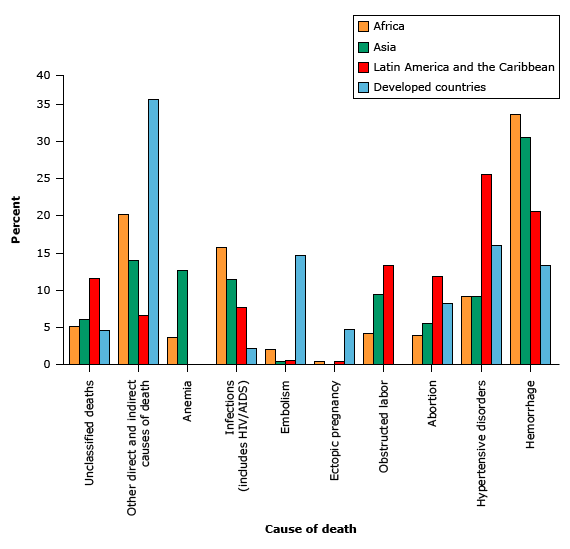 Africa
Asia
Latin America and the Caribbean
Developed countries
40
35
30
25
20
15
10
5
0
Percent
Unclassified deaths
Other direct and indirect
causes of death
Anemia
Infections
(includes HIV/AIDS)
Embolism
Ectopic pregnancy
Obstructed labor
Abortion
Hypertensive disorders
Hemorrhage
Cause of death